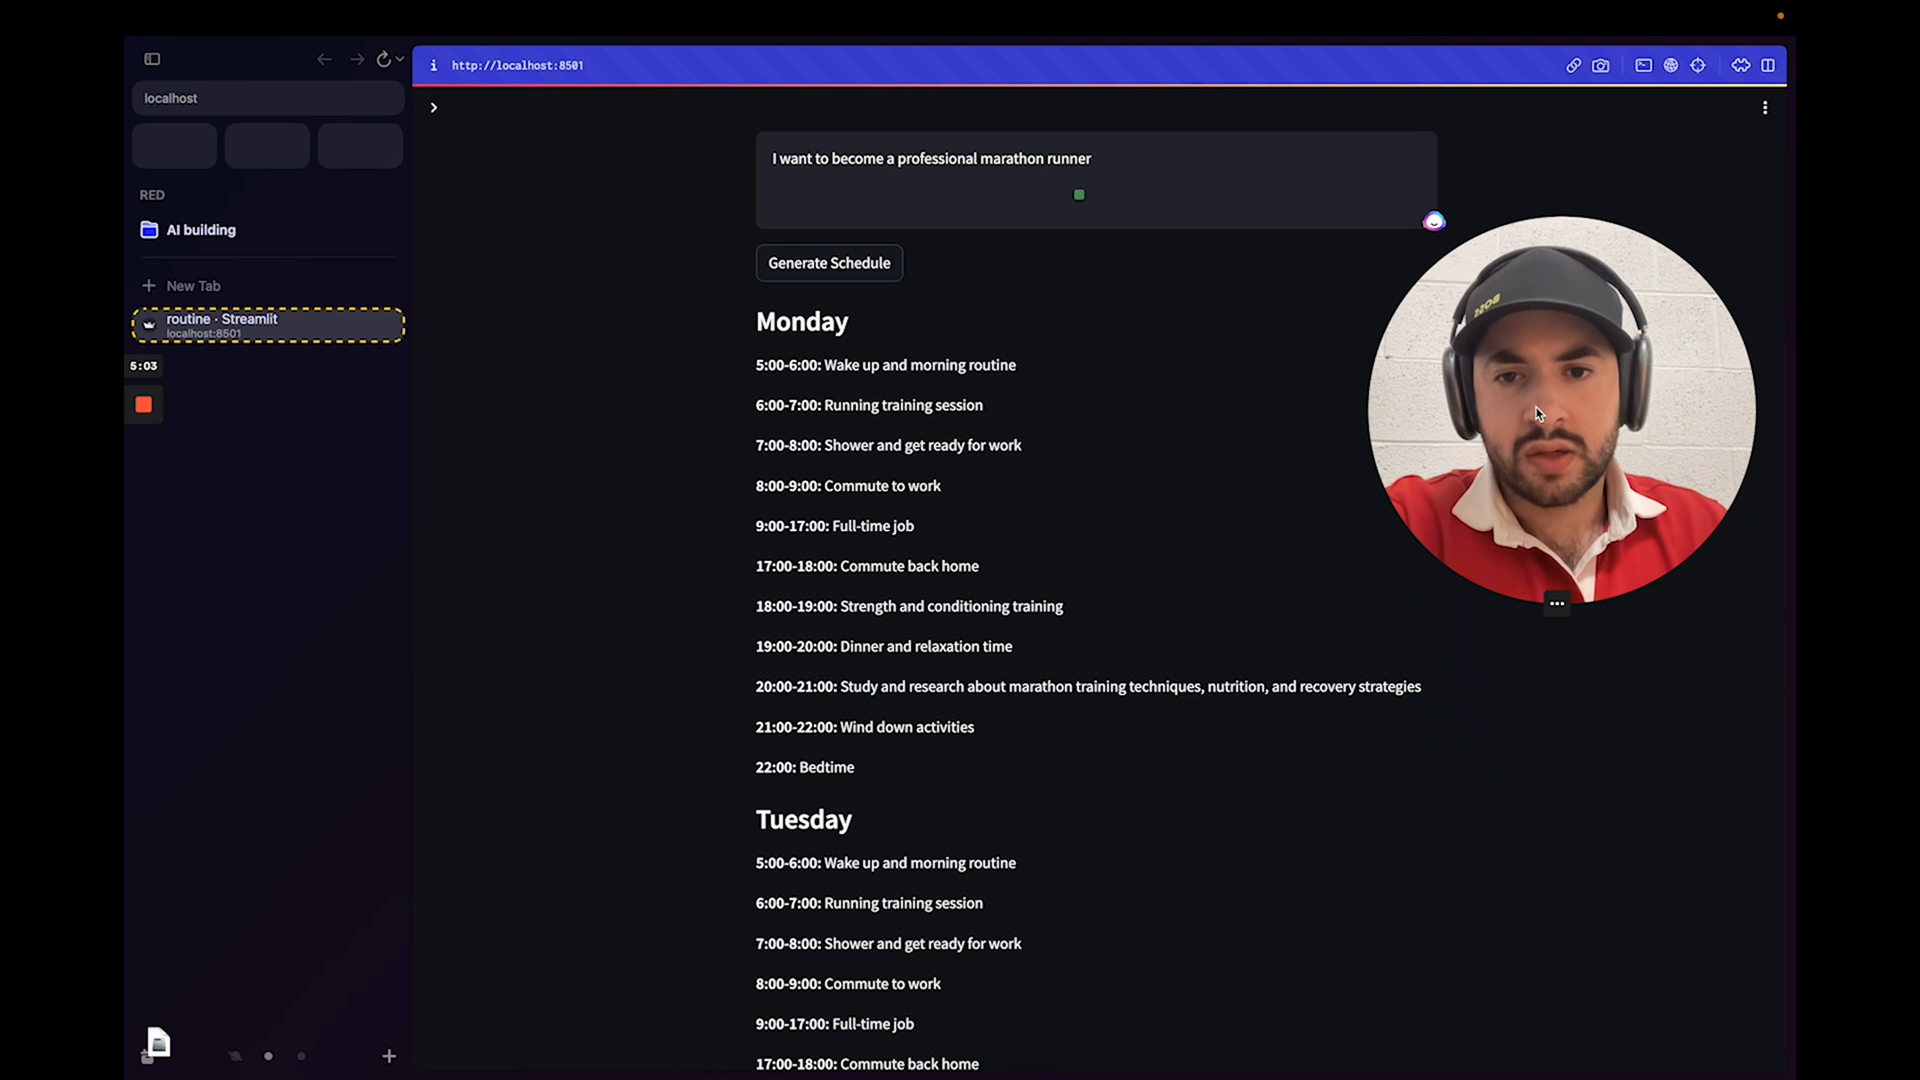 http://localhost:8501
localhost
RED
AI building
New Tab
routine · Streamlit
localhost:8501
5:03
I want to become a professional marathon runner
Generate Schedule
Monday
5:00-6:00: Wake up and morning routine
6:00-7:00: Running training session
7:00-8:00: Shower and get ready for work
8:00-9:00: Commute to work
9:00-17:00: Full-time job
17:00-18:00: Commute back home
18:00-19:00: Strength and conditioning training
19:00-20:00: Dinner and relaxation time
20:00-21:00: Study and research about marathon training techniques, nutrition, and recovery strategies
21:00-22:00: Wind down activities
22:00: Bedtime
Tuesday
5:00-6:00: Wake up and morning routine
6:00-7:00: Running training session
7:00-8:00: Shower and get ready for work
8:00-9:00: Commute to work
9:00-17:00: Full-time job
17:00-18:00: Commute back home